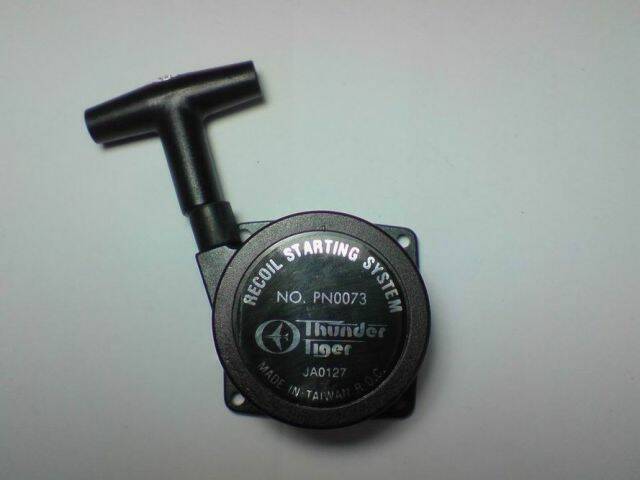 RECOIL STARTING SYSTEM
NO. PN0073
Thunder
Tiger
JA0127
MADE IN TAIWAN R.O.C.